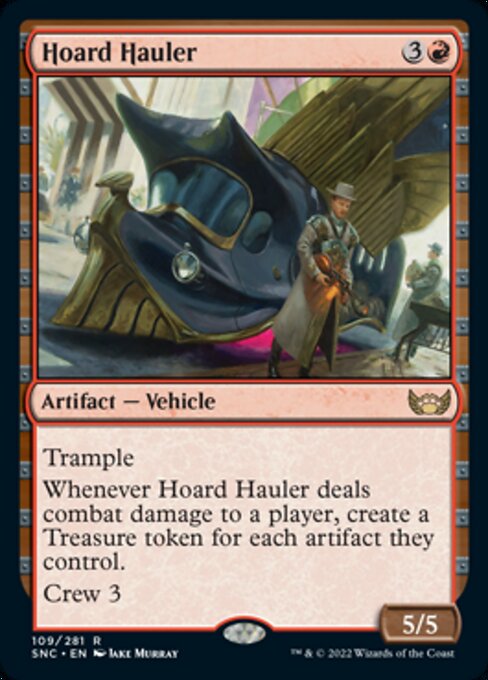 Hoard Hauler 3
Artifact — Vehicle
Trample
Whenever Hoard Hauler deals
combat damage to a player, create a
Treasure token for each artifact they
control.
Crew 3
5/5
109/281 R
SNC • EN Jake Murray
™ & © 2022 Wizards of the Coast